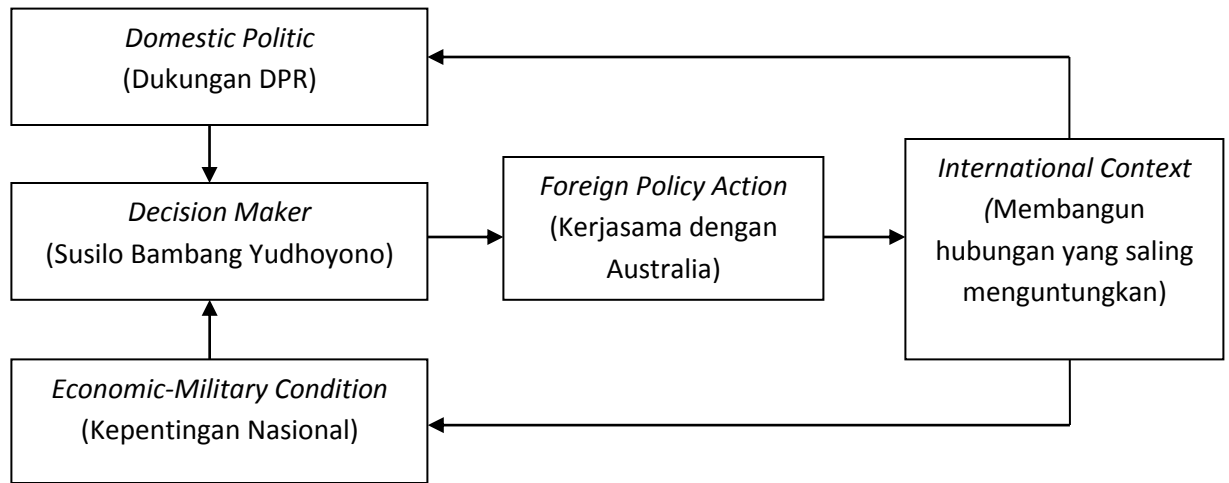 Domestic Politic
(Dukungan DPR)
Decision Maker
(Susilo Bambang Yudhoyono)
Economic-Military Condition
(Kepentingan Nasional)
Foreign Policy Action
(Kerjasama dengan
Australia)
International Context
(Membangun
hubungan yang saling
menguntungkan)